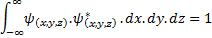 ∫_{-∞}^{∞} ψ_{(x,y,z)}.ψ^*_{(x,y,z)}.dx.dy.dz = 1